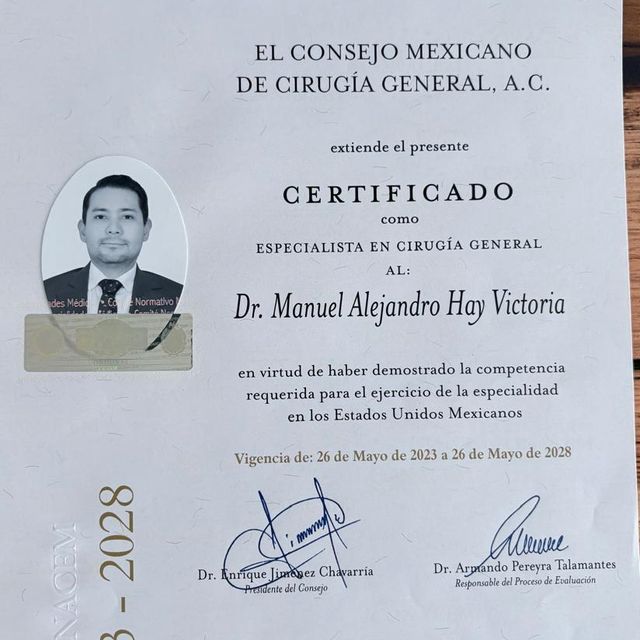 EL CONSEJO MEXICANO
DE CIRUGÍA GENERAL, A.C.
extiende el presente
CERTIFICADO
como
ESPECIALISTA EN CIRUGÍA GENERAL
AL:
Dr. Manuel Alejandro Hay Victoria
en virtud de haber demostrado la competencia
requerida para el ejercicio de la especialidad
en los Estados Unidos Mexicanos
Vigencia de: 26 de Mayo de 2023 a 26 de Mayo de 2028
Dr. Enrique Jiménez Chavarría
Presidente del Consejo
Dr. Armando Pereyra Talamantes
Responsable del Proceso de Evaluación
Normativo
NACEM
3 - 2028